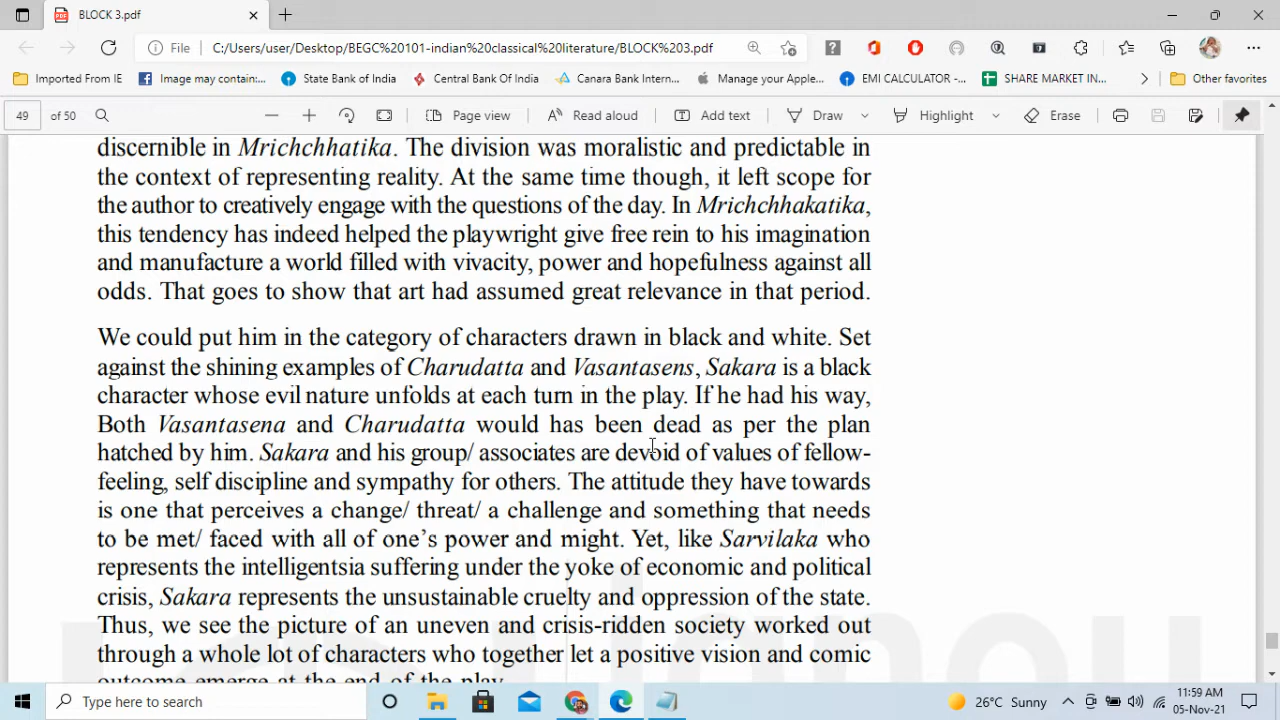 BLOCK 3.pdf
File C:/Users/user/Desktop/BEGC%20101-indian%20classical%20literature/BLOCK%203.pdf
Imported From IE Image may contain:... State Bank of India Central Bank Of India Canara Bank Intern... Manage your Apple... EMI CALCULATOR -... SHARE MARKET IN... Other favorites
49 of 50 Page view Read aloud Add text Draw Highlight Erase
discernible in Mrichchhatika. The division was moralistic and predictable in
the context of representing reality. At the same time though, it left scope for
the author to creatively engage with the questions of the day. In Mrichchhakatika,
this tendency has indeed helped the playwright give free rein to his imagination
and manufacture a world filled with vivacity, power and hopefulness against all
odds. That goes to show that art had assumed great relevance in that period.
We could put him in the category of characters drawn in black and white. Set
against the shining examples of Charudatta and Vasantasens, Sakara is a black
character whose evil nature unfolds at each turn in the play. If he had his way,
Both Vasantasena and Charudatta would has been dead as per the plan
hatched by him. Sakara and his group/ associates are devoid of values of fellow-
feeling, self discipline and sympathy for others. The attitude they have towards
is one that perceives a change/ threat/ a challenge and something that needs
to be met/ faced with all of one's power and might. Yet, like Sarvilaka who
represents the intelligentsia suffering under the yoke of economic and political
crisis, Sakara represents the unsustainable cruelty and oppression of the state.
Thus, we see the picture of an uneven and crisis-ridden society worked out
through a whole lot of characters who together let a positive vision and comic
outcome emerge at the end of the play.
Type here to search 26°C Sunny 11:59 AM
05-Nov-21